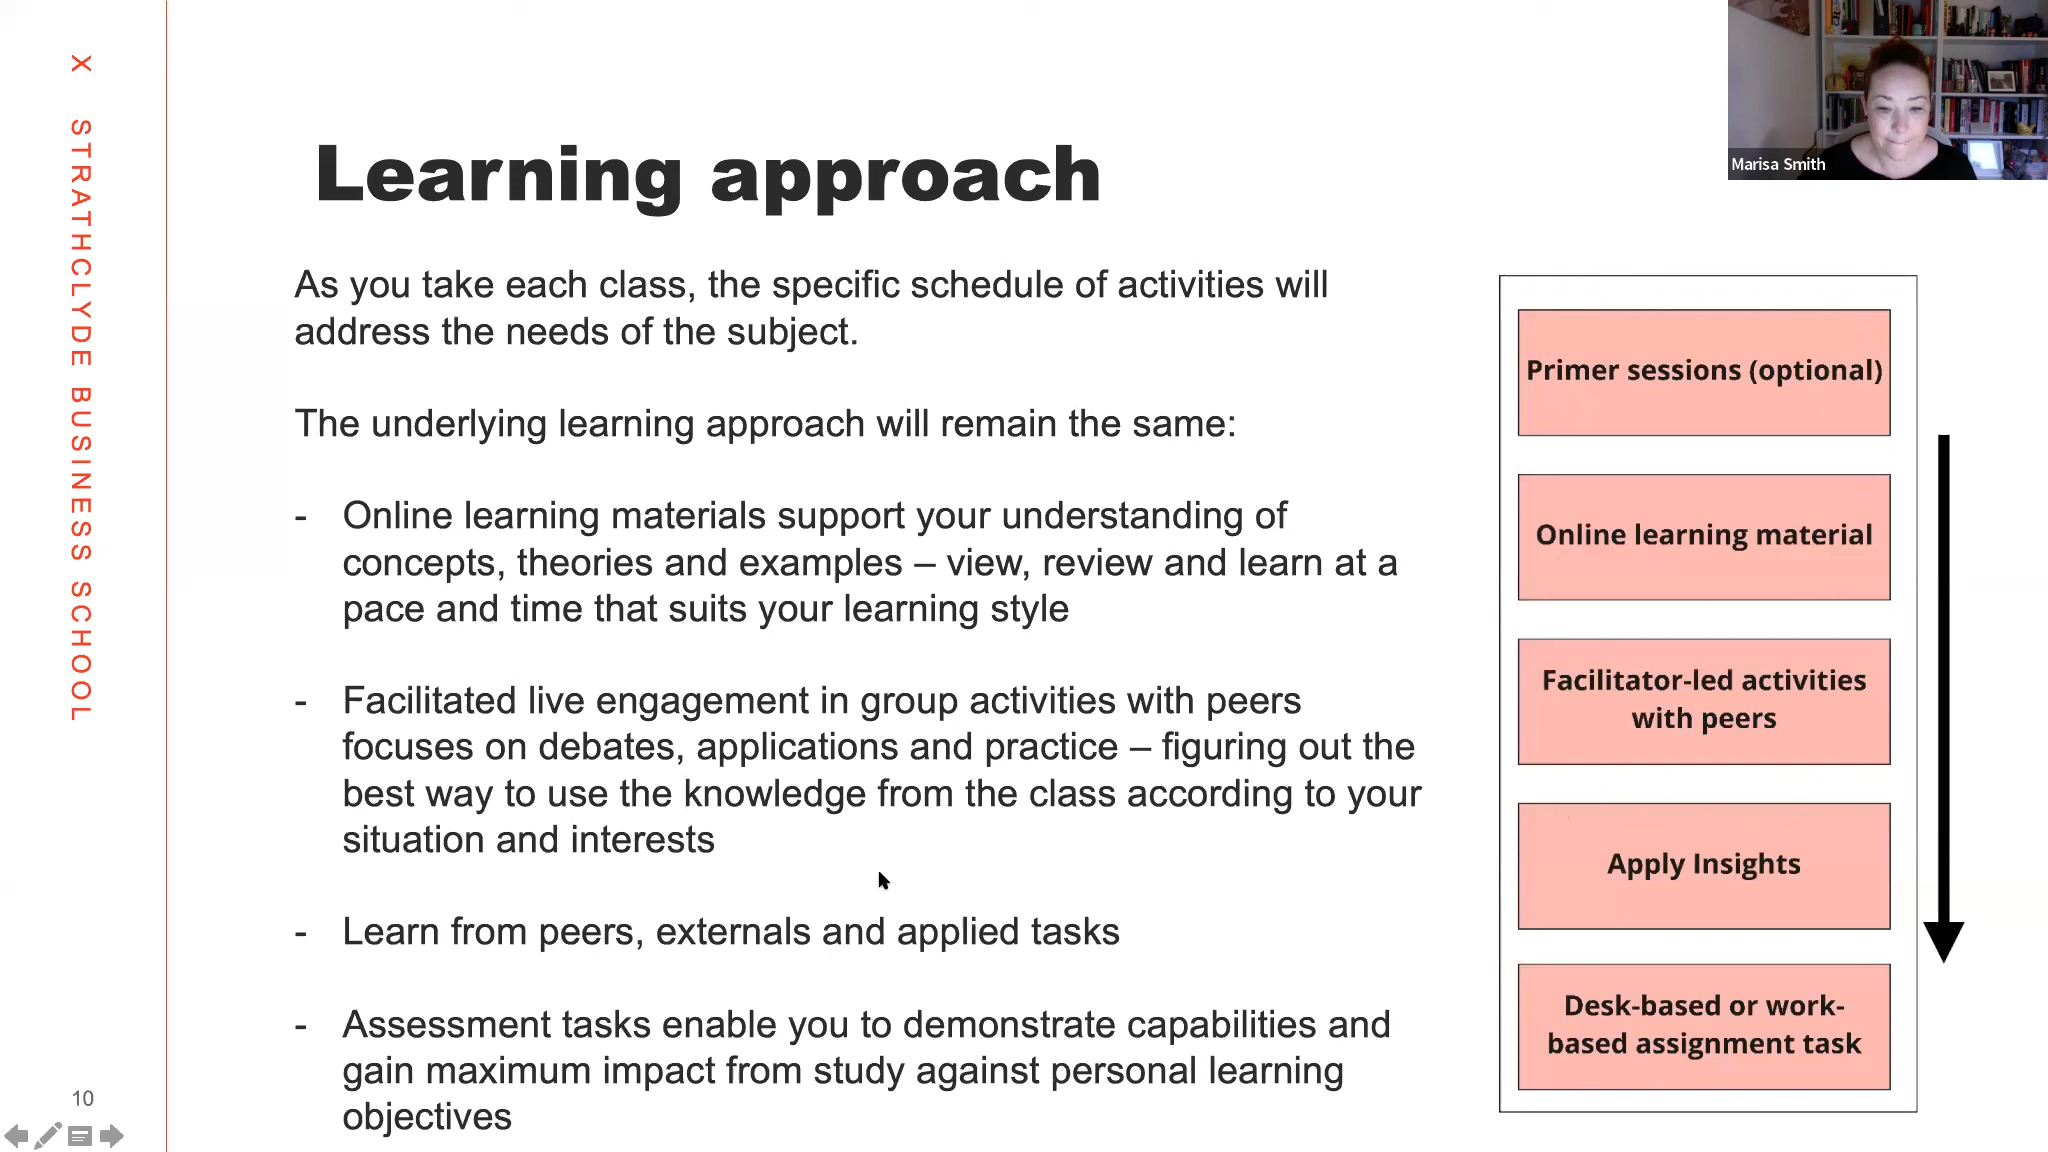 X STRATHCLYDE BUSINESS SCHOOL
Learning approach
As you take each class, the specific schedule of activities will
address the needs of the subject.
The underlying learning approach will remain the same:
- Online learning materials support your understanding of
concepts, theories and examples – view, review and learn at a
pace and time that suits your learning style
- Facilitated live engagement in group activities with peers
focuses on debates, applications and practice – figuring out the
best way to use the knowledge from the class according to your
situation and interests
- Learn from peers, externals and applied tasks
- Assessment tasks enable you to demonstrate capabilities and
gain maximum impact from study against personal learning
objectives
Marisa Smith
Primer sessions (optional)
Online learning material
Facilitator-led activities
with peers
Apply Insights
Desk-based or work-
based assignment task
10